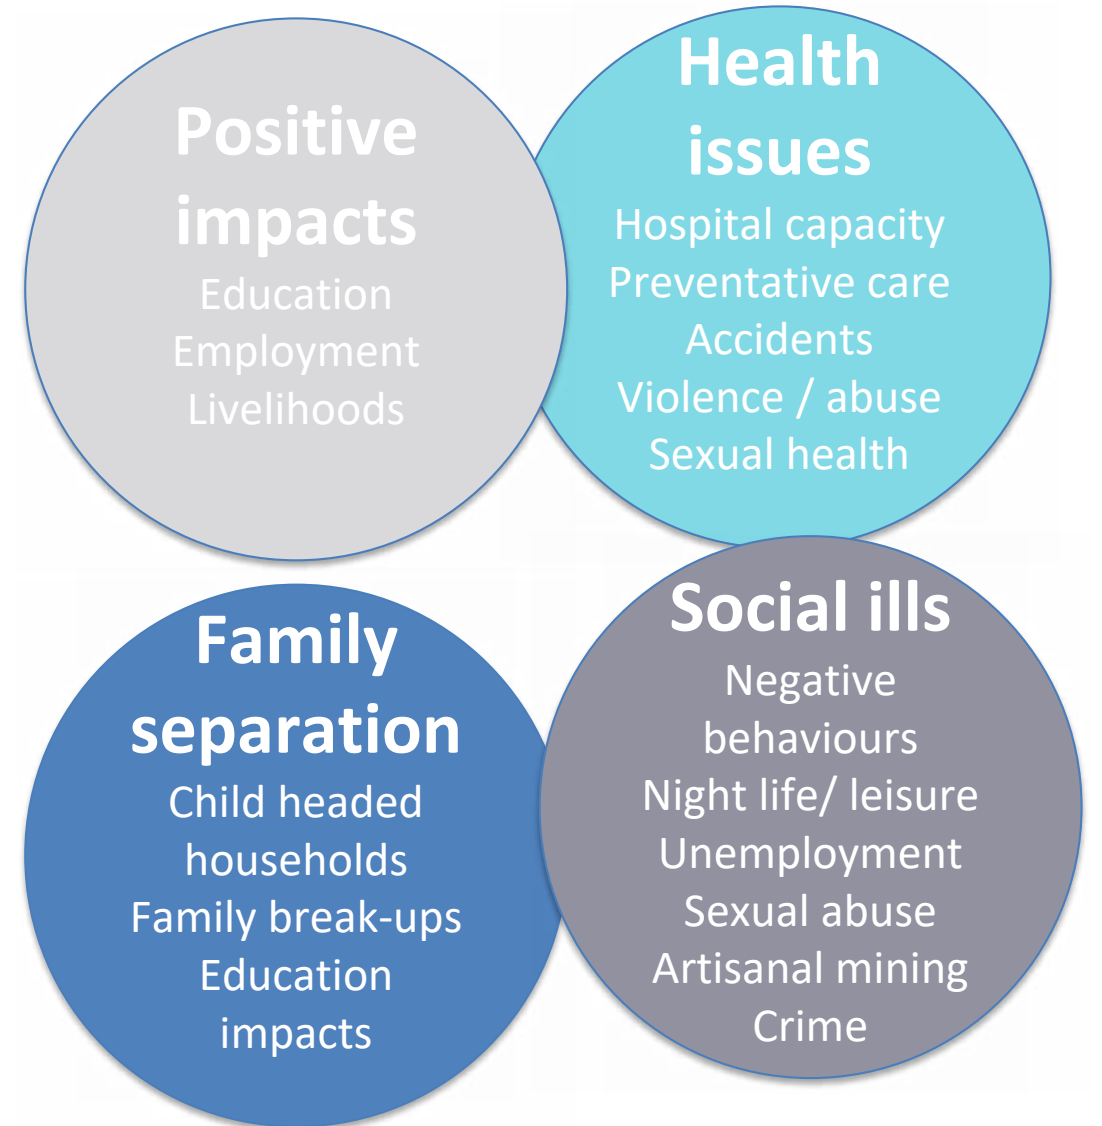 Positive
impacts
Education
Employment
Livelihoods
Health
issues
Hospital capacity
Preventative care
Accidents
Violence / abuse
Sexual health
Family
separation
Child headed
households
Family break-ups
Education
impacts
Social ills
Negative
behaviours
Night life/ leisure
Unemployment
Sexual abuse
Artisanal mining
Crime